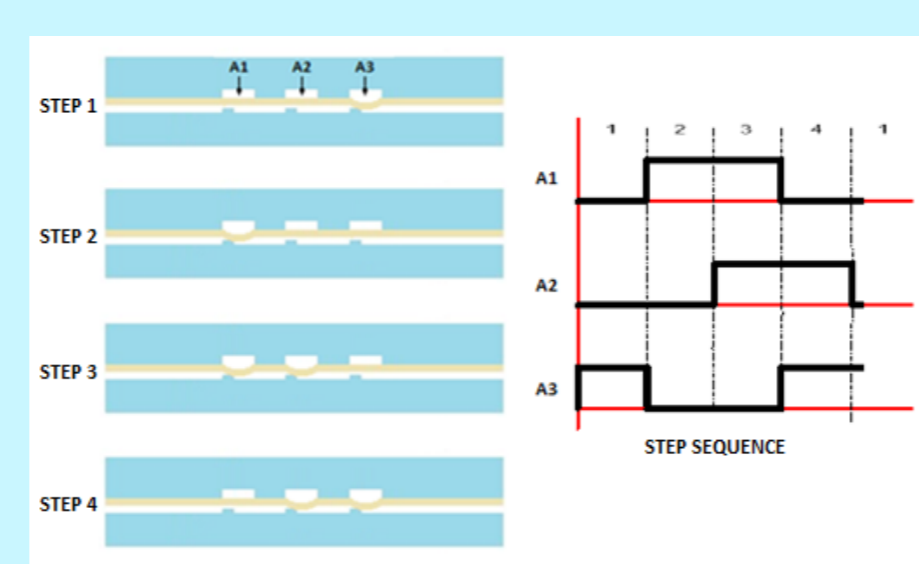 A1 A2 A3
STEP 1
STEP 2
STEP 3
STEP 4
1 2 3 4 1
A1
A2
A3
STEP SEQUENCE